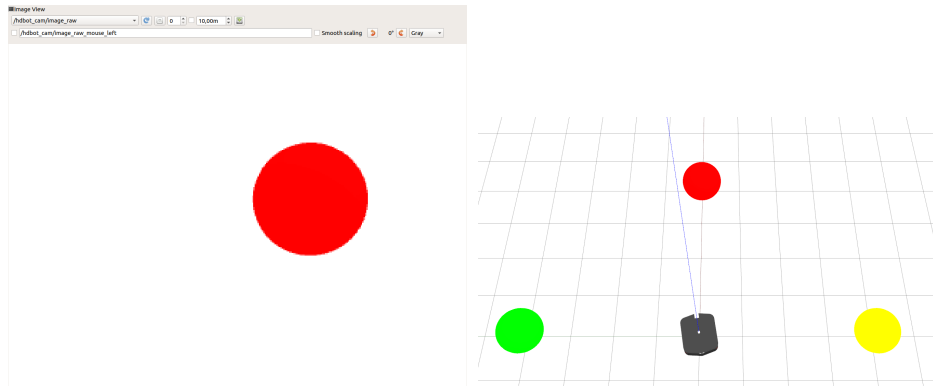 Image View
/hdbot_cam/image_raw 0 10,00m
/hdbot_cam/image_raw_mouse_left Smooth scaling 0° Gray